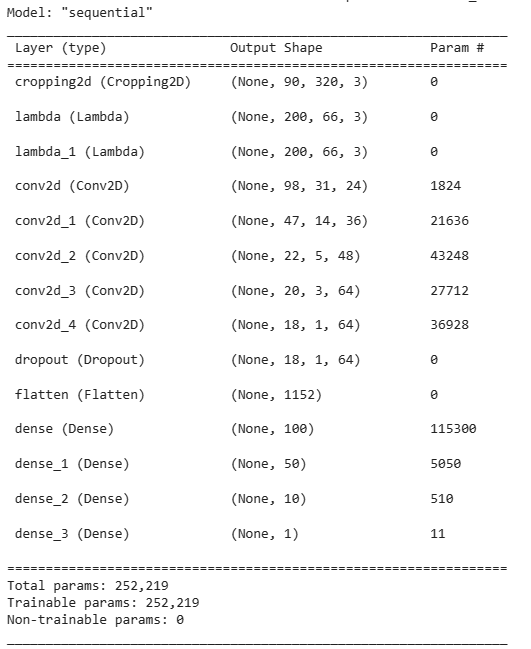 Model: "sequential"
Layer (type) Output Shape Param #
cropping2d (Cropping2D) (None, 90, 320, 3) 0
lambda (Lambda) (None, 200, 66, 3) 0
lambda_1 (Lambda) (None, 200, 66, 3) 0
conv2d (Conv2D) (None, 98, 31, 24) 1824
conv2d_1 (Conv2D) (None, 47, 14, 36) 21636
conv2d_2 (Conv2D) (None, 22, 5, 48) 43248
conv2d_3 (Conv2D) (None, 20, 3, 64) 27712
conv2d_4 (Conv2D) (None, 18, 1, 64) 36928
dropout (Dropout) (None, 18, 1, 64) 0
flatten (Flatten) (None, 1152) 0
dense (Dense) (None, 100) 115300
dense_1 (Dense) (None, 50) 5050
dense_2 (Dense) (None, 10) 510
dense_3 (Dense) (None, 1) 11
Total params: 252,219
Trainable params: 252,219
Non-trainable params: 0